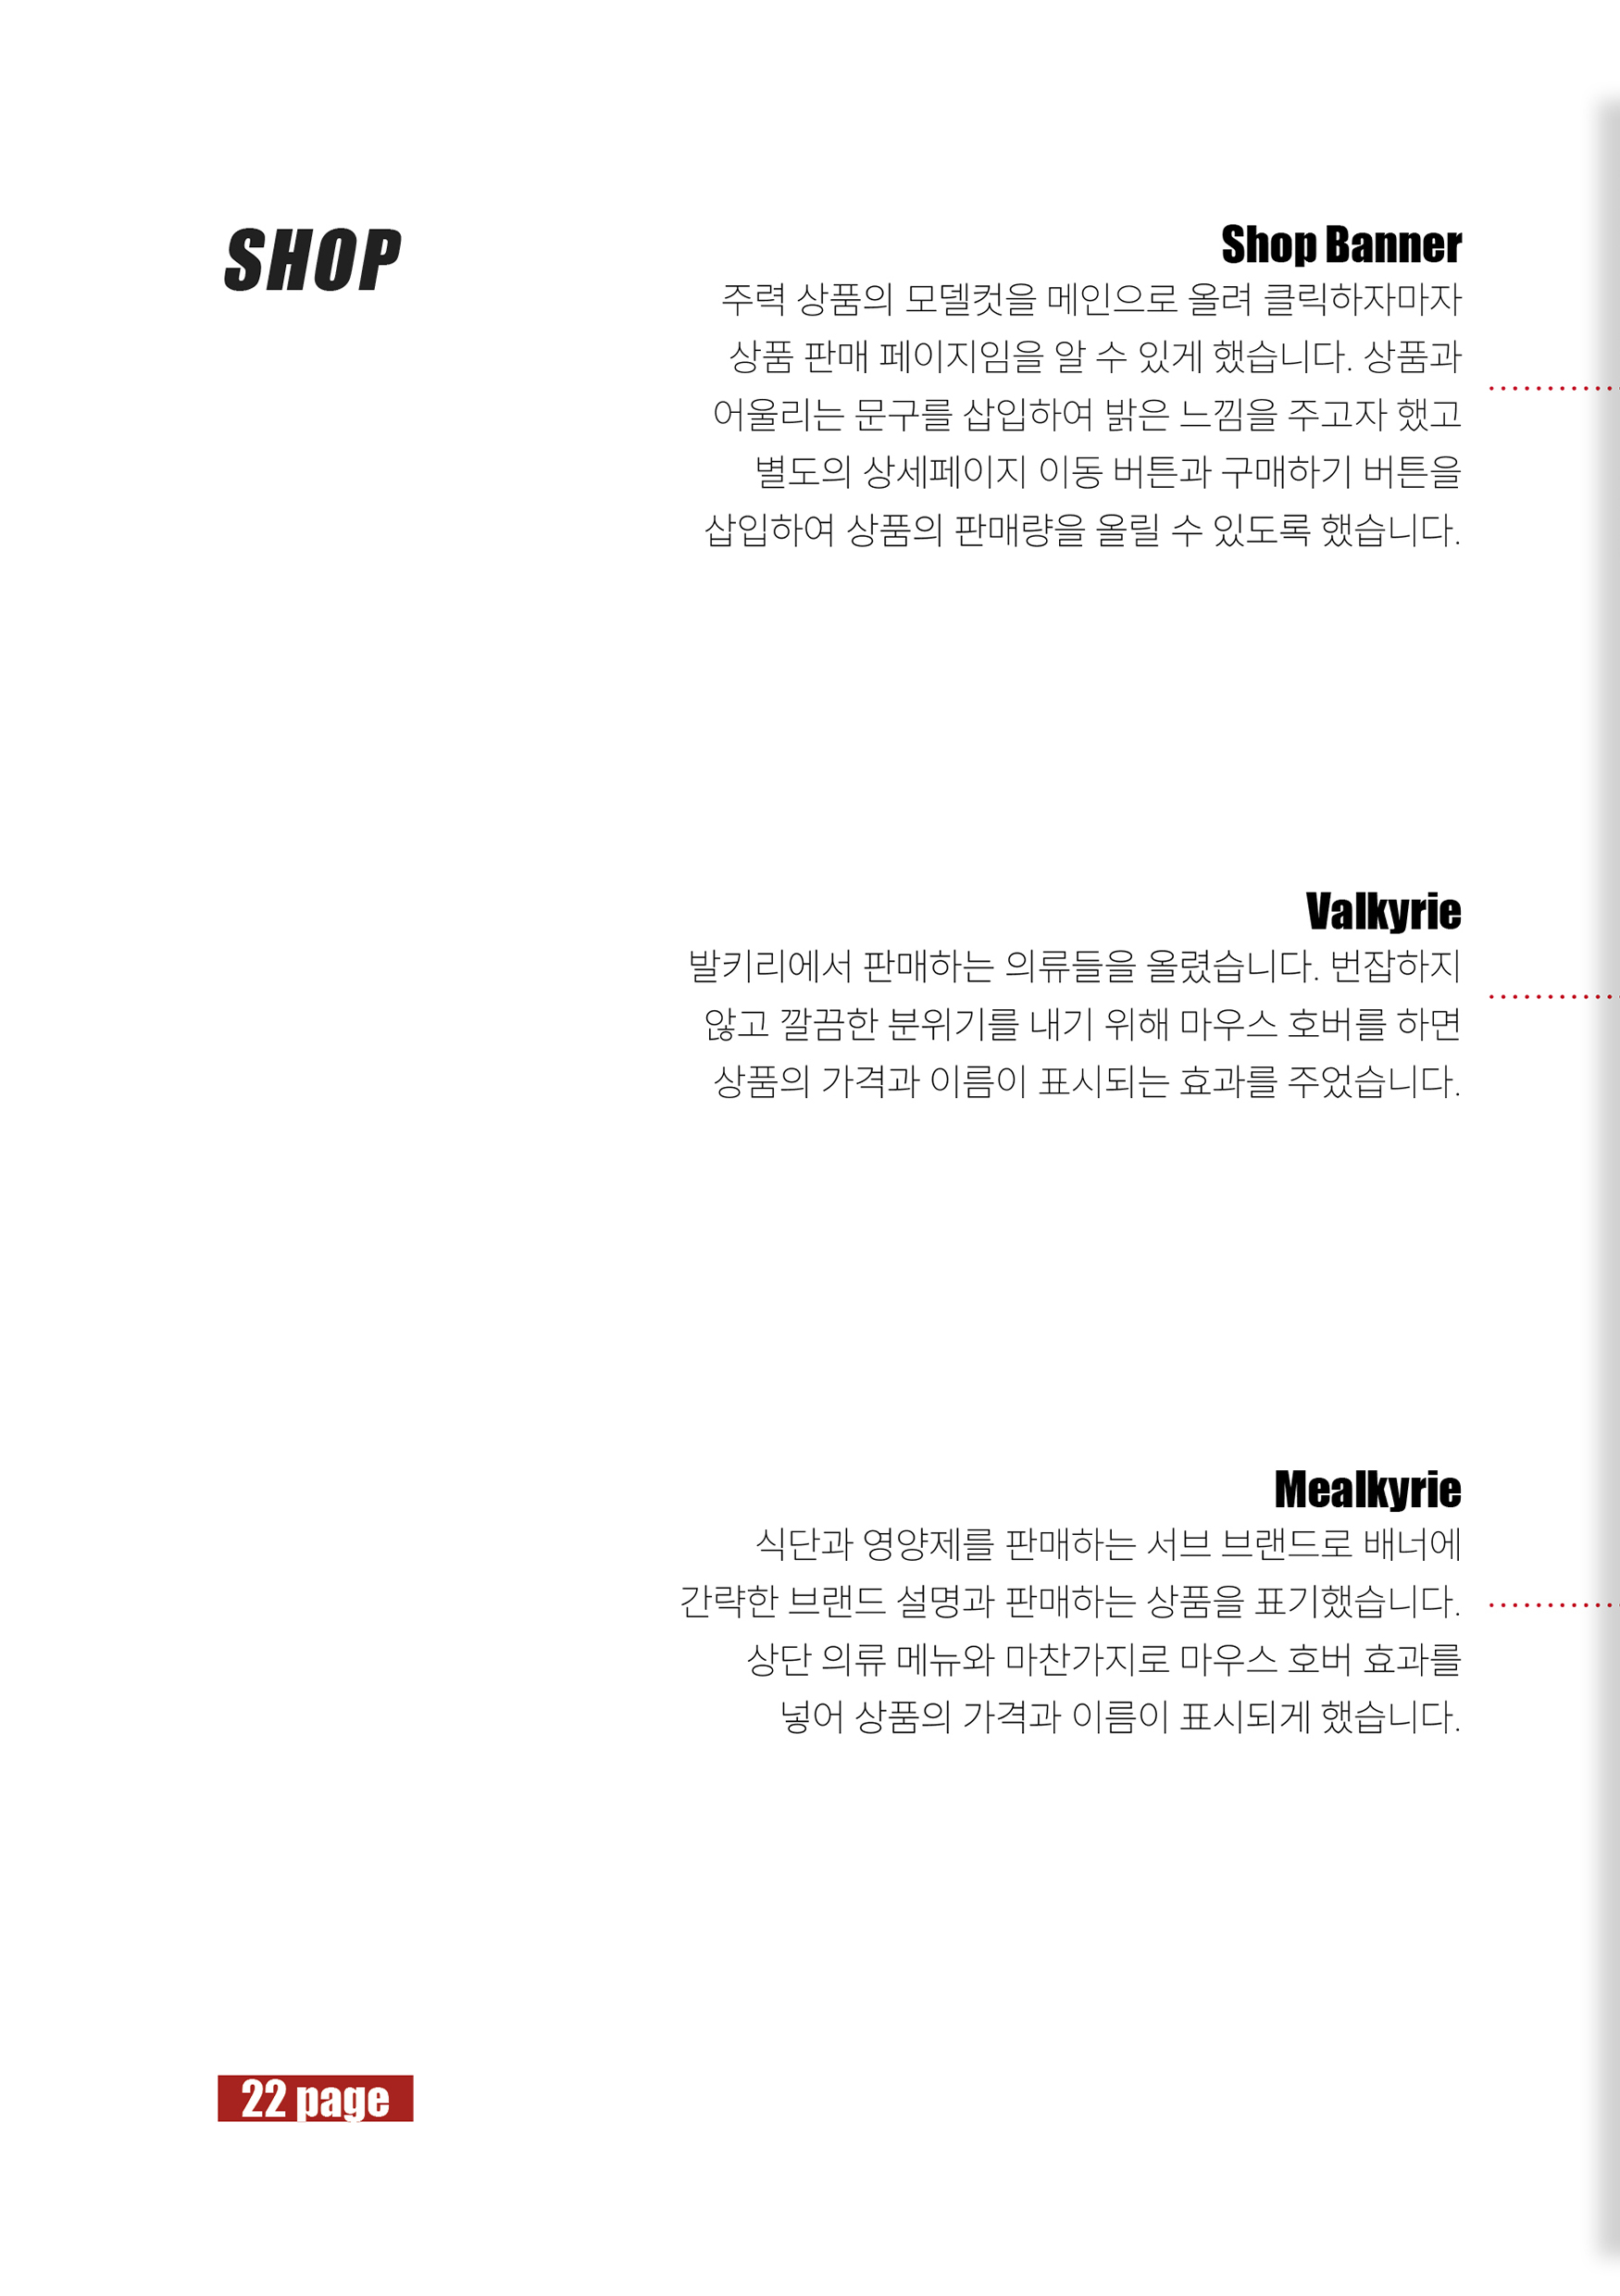 SHOP
Shop Banner
주력 상품의 모델컷을 메인으로 올려 클릭하자마자
상품 판매 페이지임을 알 수 있게 했습니다. 상품과
어울리는 문구를 삽입하여 밝은 느낌을 주고자 했고
별도의 상세페이지 이동 버튼과 구매하기 버튼을
삽입하여 상품의 판매량을 올릴 수 있도록 했습니다.
Valkyrie
발키리에서 판매하는 의류들을 올렸습니다. 번잡하지
않고 깔끔한 분위기를 내기 위해 마우스 호버를 하면
상품의 가격과 이름이 표시되는 효과를 주었습니다.
Mealkyrie
식단과 영양제를 판매하는 서브 브랜드로 배너에
간략한 브랜드 설명과 판매하는 상품을 표기했습니다.
상단 의류 메뉴와 마찬가지로 마우스 호버 효과를
넣어 상품의 가격과 이름이 표시되게 했습니다.
22 page